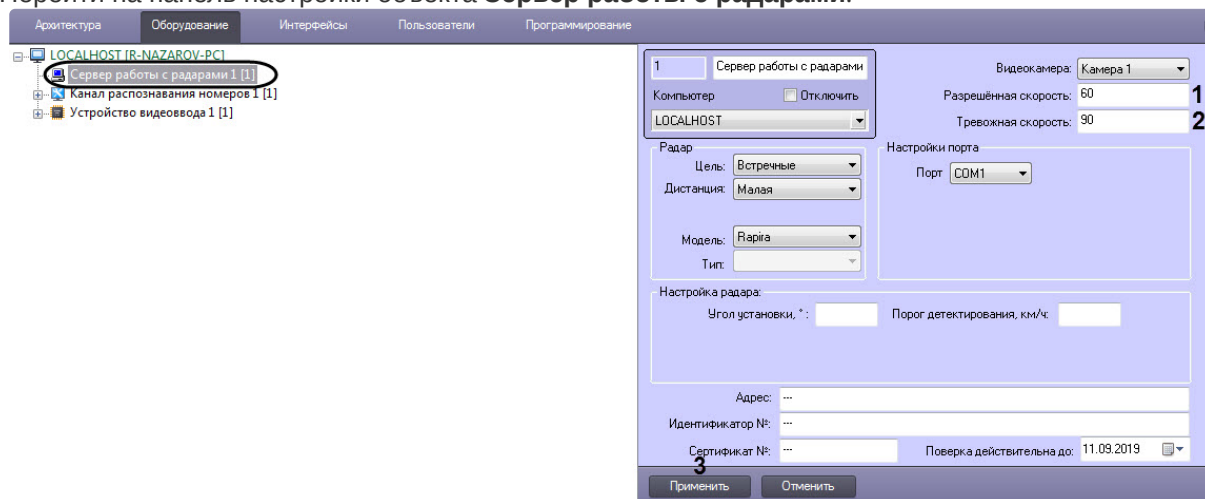 Перейти на панель настройки объекта Сервер работы с радарами.
Архитектура Оборудование Интерфейсы Пользователи Программирование
LOCALHOST [R-NAZAROV-PC]
Сервер работы с радарами 1 [1]
Канал распознавания номеров 1 [1]
Устройство видеоввода 1 [1]
1 Сервер работы с радарами
Компьютер Отключить
LOCALHOST
Видеокамера: Камера 1
Разрешённая скорость: 60 1
Тревожная скорость: 90 2
Радар
Цель: Встречные
Дистанция: Малая
Модель: Rapira
Тип:
Настройки порта
Порт COM1
Настройка радара:
Угол установки, °: Порог детектирования, км/ч:
Адрес: ---
Идентификатор №: ---
Сертификат №: --- Поверка действительна до: 11.09.2019
3
Применить Отменить